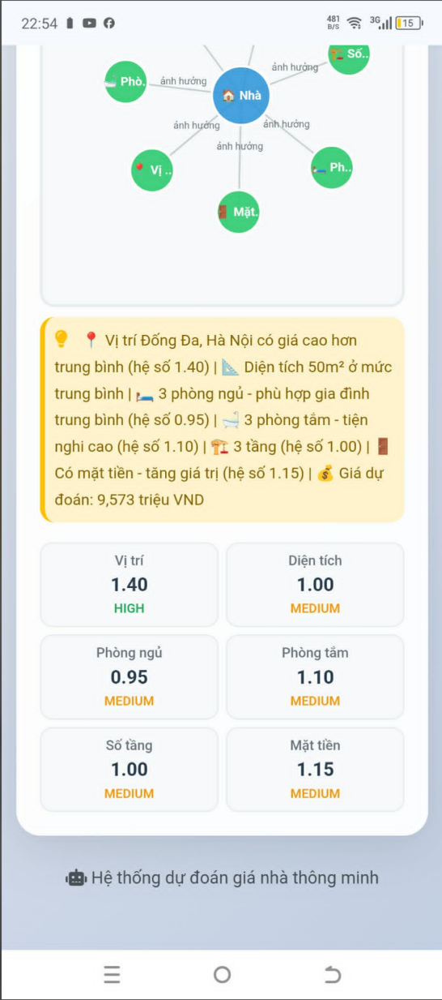 22:54
481
B/S
3G
15
Số..
ảnh hưởng
Phò.
ảnh hưởng
Nhà
ảnh hưởng
ảnh hưởng
ảnh hưởng
Vị ..
Ph..
Mặt.
Vị trí Đống Đa, Hà Nội có giá cao hơn
trung bình (hệ số 1.40) | Diện tích 50m² ở mức
trung bình | 3 phòng ngủ - phù hợp gia đình
trung bình (hệ số 0.95) | 3 phòng tắm - tiện
nghi cao (hệ số 1.10) | 3 tầng (hệ số 1.00) |
Có mặt tiền - tăng giá trị (hệ số 1.15) | Giá dự
đoán: 9,573 triệu VND
Vị trí
1.40
HIGH
Diện tích
1.00
MEDIUM
Phòng ngủ
0.95
MEDIUM
Phòng tắm
1.10
MEDIUM
Số tầng
1.00
MEDIUM
Mặt tiền
1.15
MEDIUM
Hệ thống dự đoán giá nhà thông minh